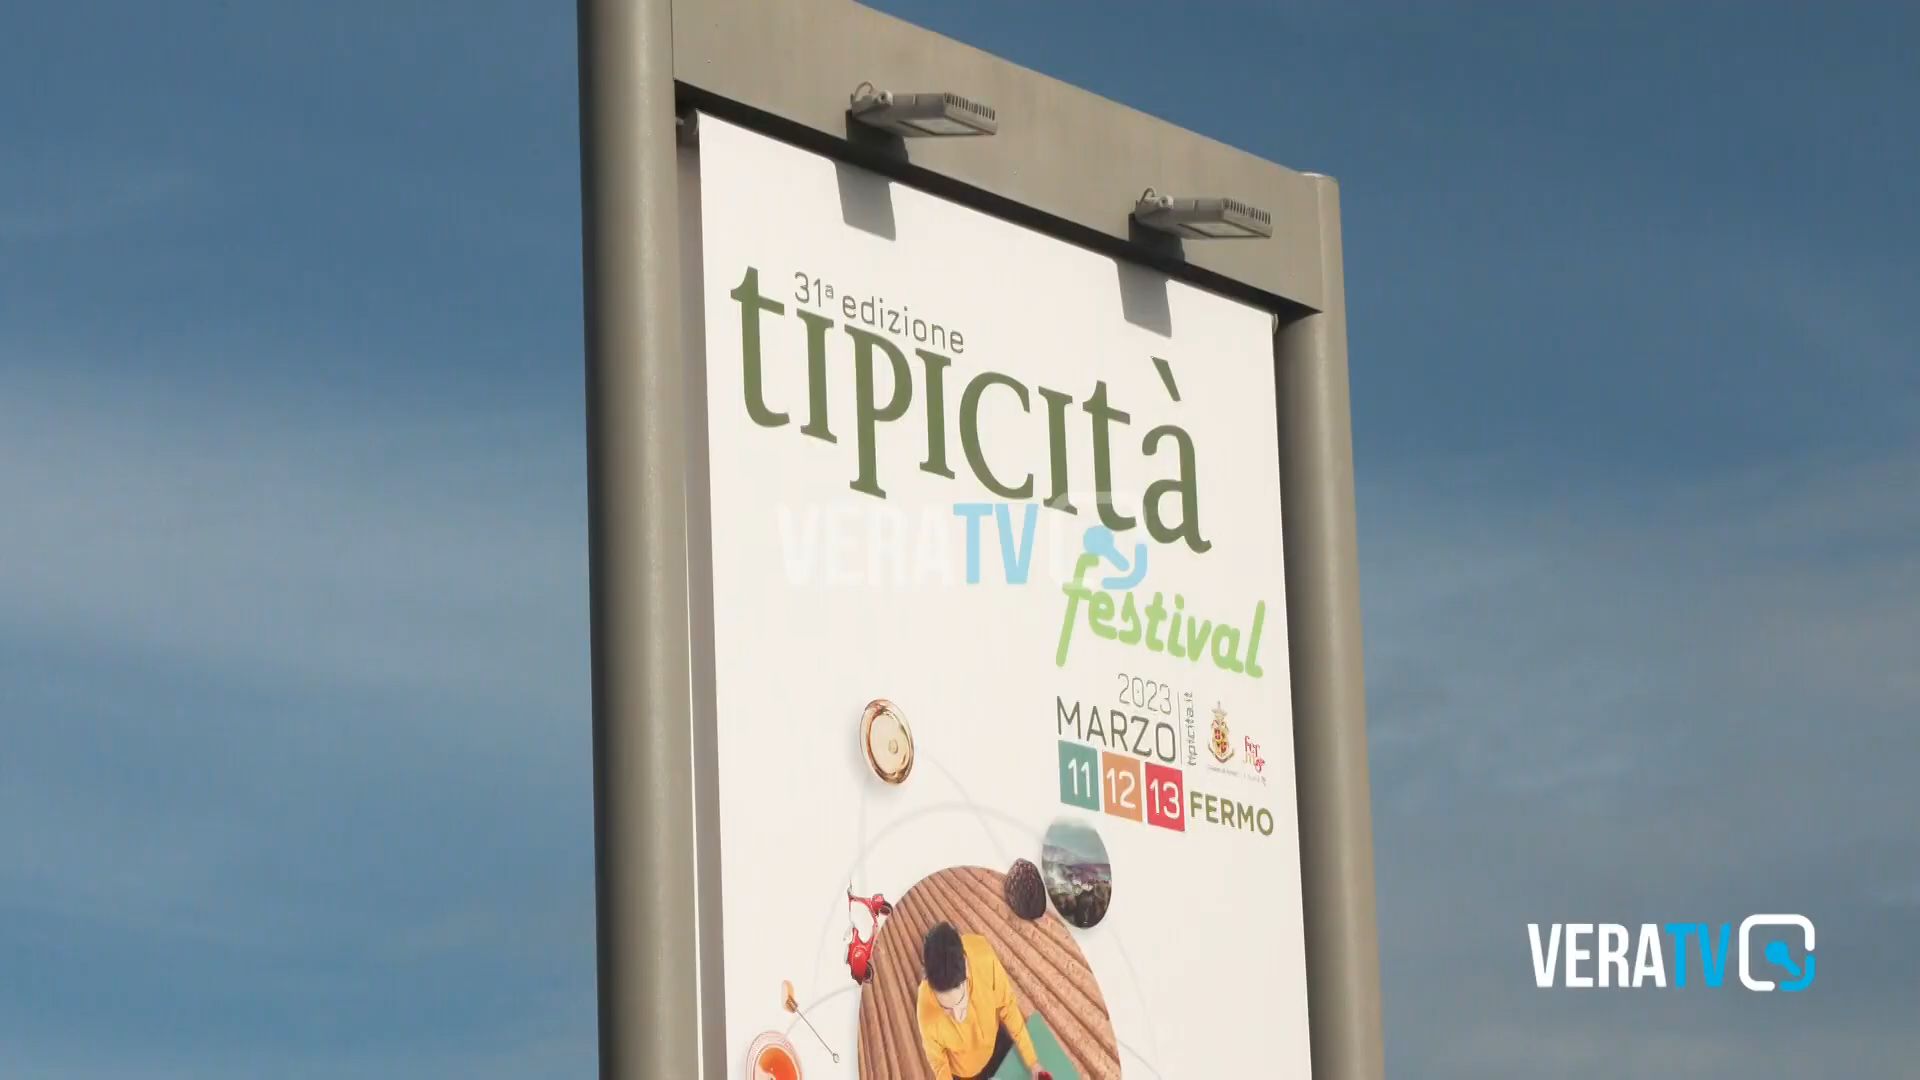 31ª edizione
tipicità
festival
2023
MARZO
tipicita.it
11 12 13 FERMO
VERATV
VERATV